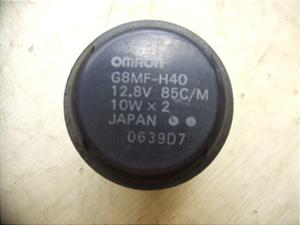 OMRON
G8MF-H40
12.8V 85C/M
10W × 2
JAPAN
0639D7